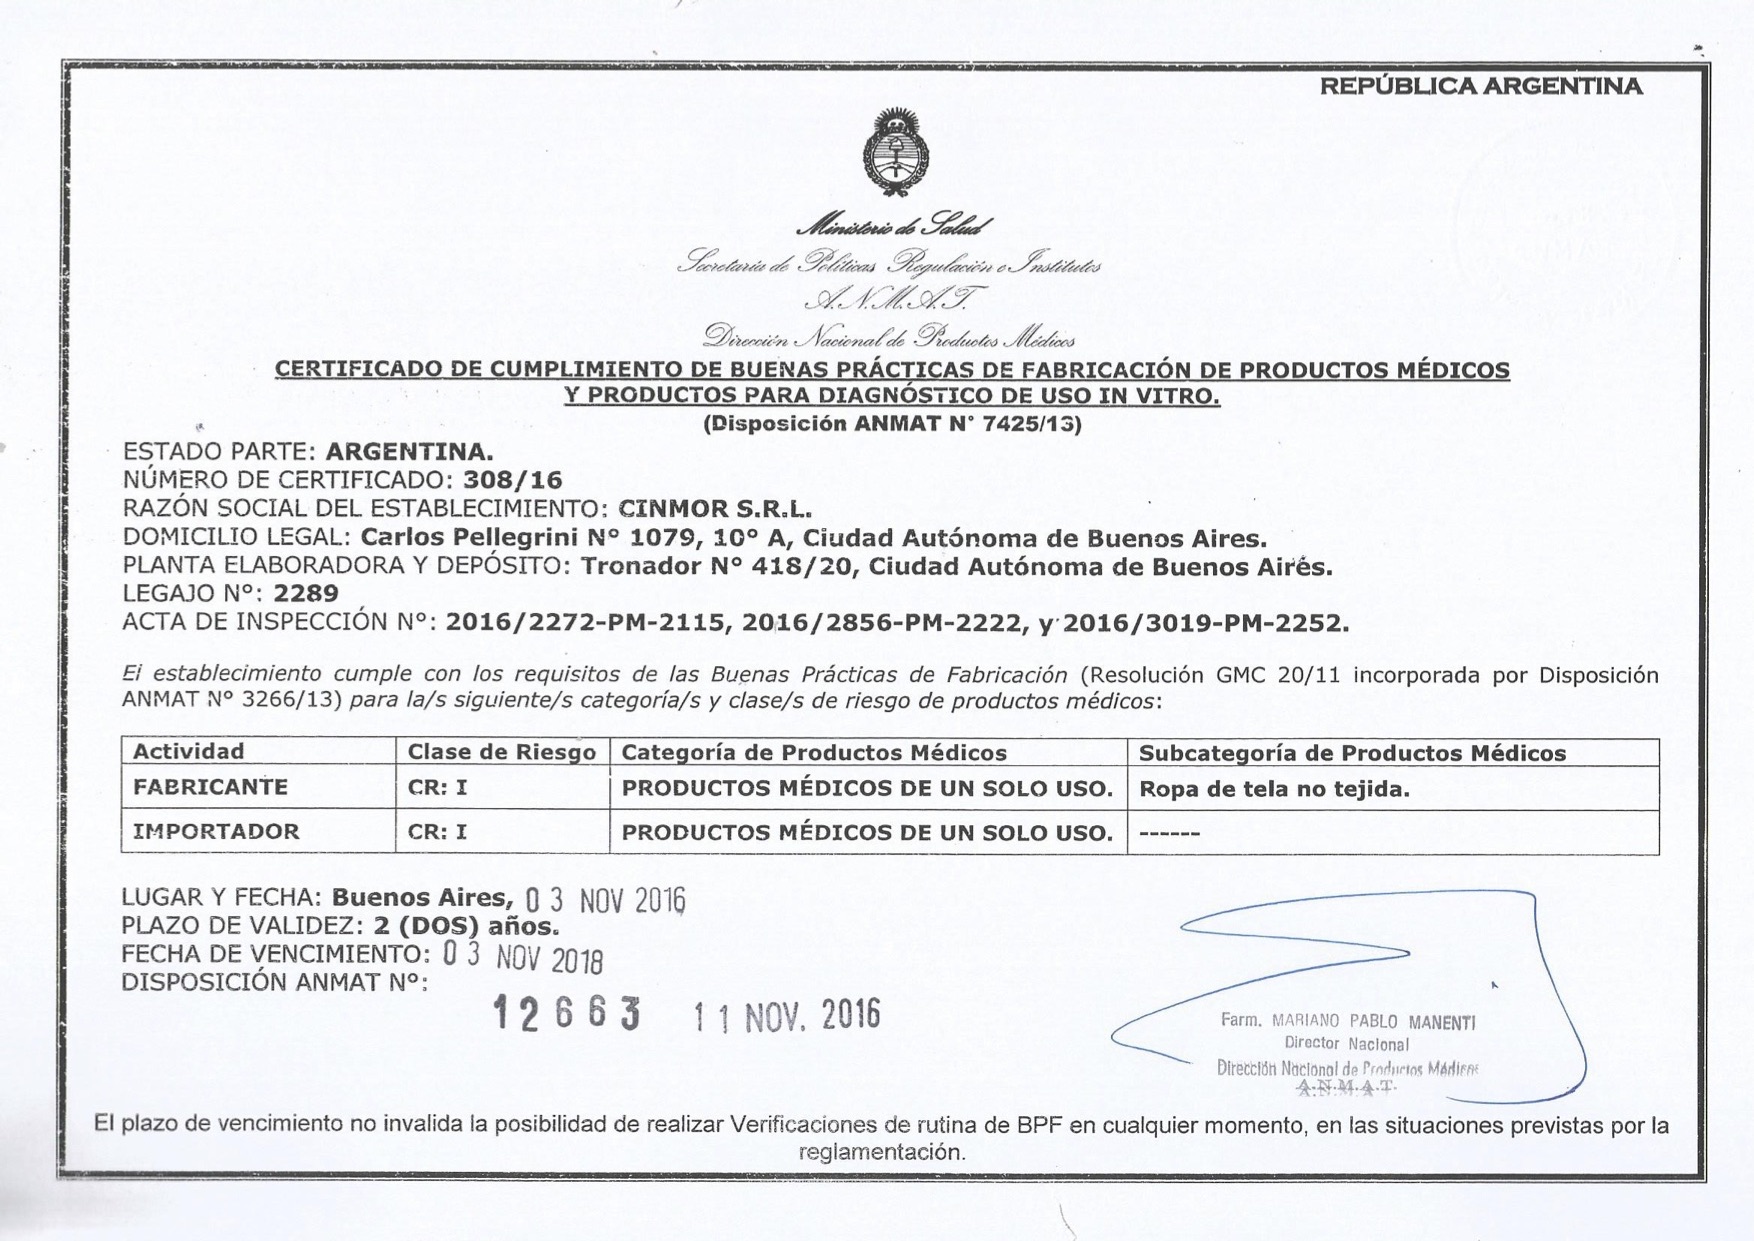 REPÚBLICA ARGENTINA
Ministerio de Salud
Secretaría de Políticas Regulación e Institutos
A.N.M.A.T.
Dirección Nacional de Productos Médicos
CERTIFICADO DE CUMPLIMIENTO DE BUENAS PRÁCTICAS DE FABRICACIÓN DE PRODUCTOS MÉDICOS
Y PRODUCTOS PARA DIAGNÓSTICO DE USO IN VITRO.
(Disposición ANMAT N° 7425/13)
ESTADO PARTE: ARGENTINA.
NÚMERO DE CERTIFICADO: 308/16
RAZÓN SOCIAL DEL ESTABLECIMIENTO: CINMOR S.R.L.
DOMICILIO LEGAL: Carlos Pellegrini Nº 1079, 10º A, Ciudad Autónoma de Buenos Aires.
PLANTA ELABORADORA Y DEPÓSITO: Tronador Nº 418/20, Ciudad Autónoma de Buenos Aires.
LEGAJO Nº: 2289
ACTA DE INSPECCIÓN Nº: 2016/2272-PM-2115, 2016/2856-PM-2222, y 2016/3019-PM-2252.
El establecimiento cumple con los requisitos de las Buenas Prácticas de Fabricación (Resolución GMC 20/11 incorporada por Disposición
ANMAT Nº 3266/13) para la/s siguiente/s categoría/s y clase/s de riesgo de productos médicos:
Actividad Clase de Riesgo Categoría de Productos Médicos Subcategoría de Productos Médicos
FABRICANTE CR: I PRODUCTOS MÉDICOS DE UN SOLO USO. Ropa de tela no tejida.
IMPORTADOR CR: I PRODUCTOS MÉDICOS DE UN SOLO USO. ------
LUGAR Y FECHA: Buenos Aires, 03 NOV 2016
PLAZO DE VALIDEZ: 2 (DOS) años.
FECHA DE VENCIMIENTO: 03 NOV 2018
DISPOSICIÓN ANMAT Nº:
12663 11 NOV. 2016
Farm. MARIANO PABLO MANENTI
Director Nacional
Dirección Nacional de Productos Médicos
A.N.M.A.T.
El plazo de vencimiento no invalida la posibilidad de realizar Verificaciones de rutina de BPF en cualquier momento, en las situaciones previstas por la
reglamentación.